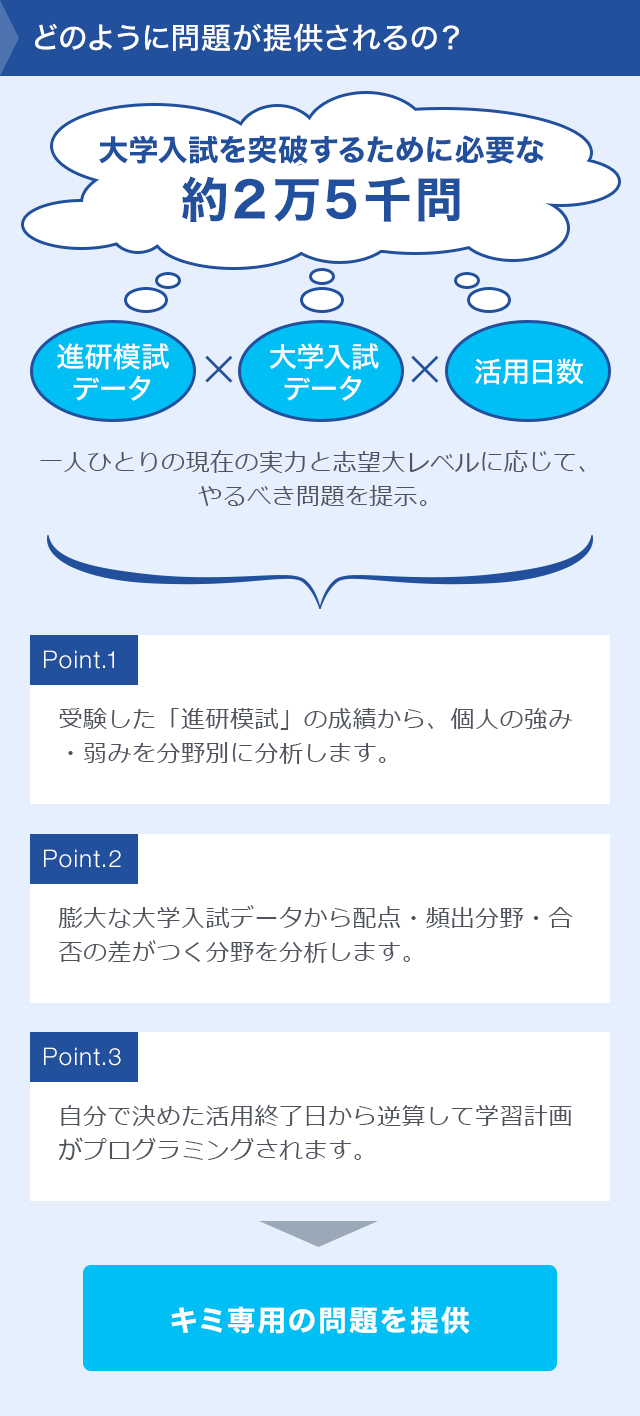 どのように問題が提供されるの？
大学入試を突破するために必要な
約2万5千問
進研模試
データ
×
大学入試
データ
×
活用日数
一人ひとりの現在の実力と志望大レベルに応じて、
やるべき問題を提示。
Point.1
受験した「進研模試」の成績から、個人の強み
・弱みを分野別に分析します。
Point.2
膨大な大学入試データから配点・頻出分野・合
否の差がつく分野を分析します。
Point.3
自分で決めた活用終了日から逆算して学習計画
がプログラミングされます。
キミ専用の問題を提供